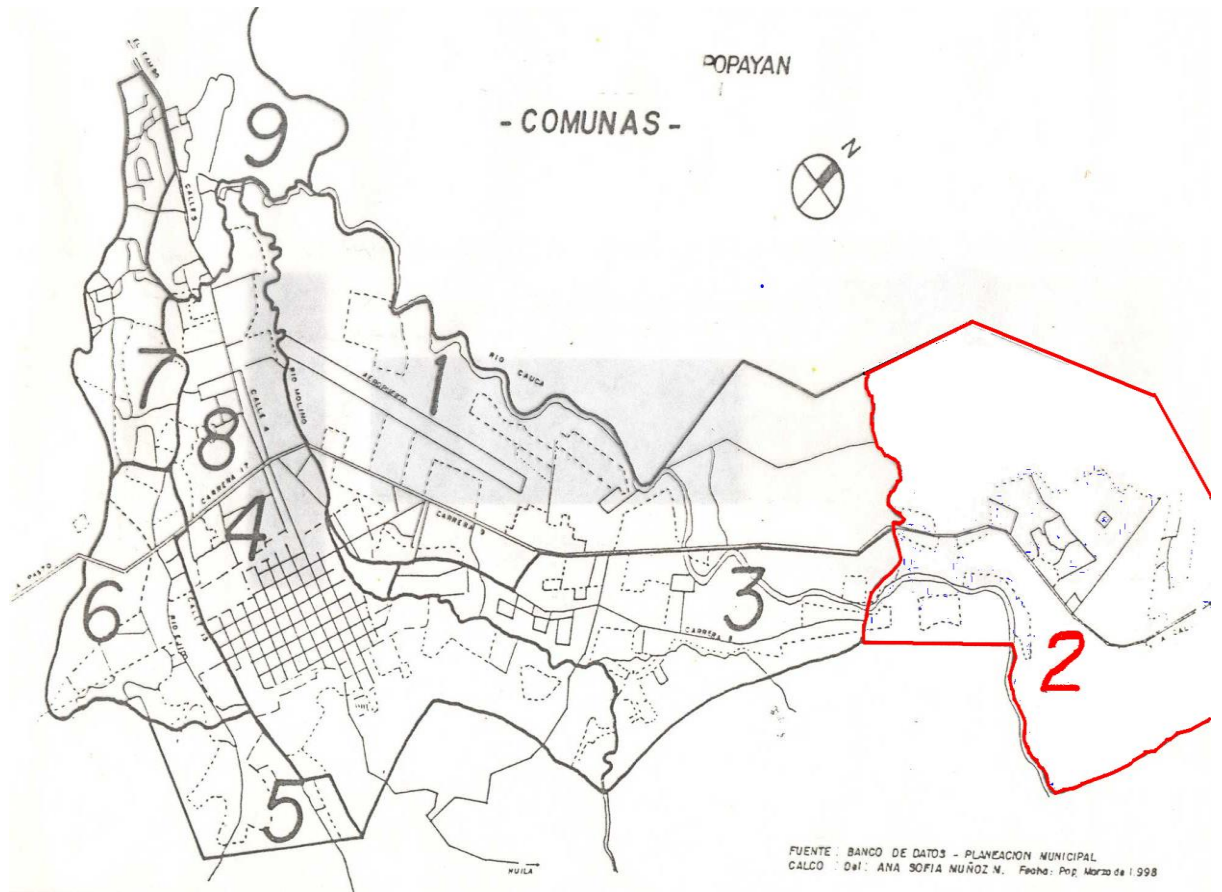 POPAYAN
- COMUNAS -
N
9
CALLE 5
7
8
1
RIO CAUCA
AEROPUERTO
RIO MOLINO
CALLE 4
CARRERA 17
4
CARRERA 9
3
6
A PASTO
RIO EJIDO
2
5
HUILA
FUENTE : BANCO DE DATOS - PLANEACION MUNICIPAL
CALCO : Del: ANA SOFIA MUÑOZ N. Fecha: Pop, Marzo de 1.998